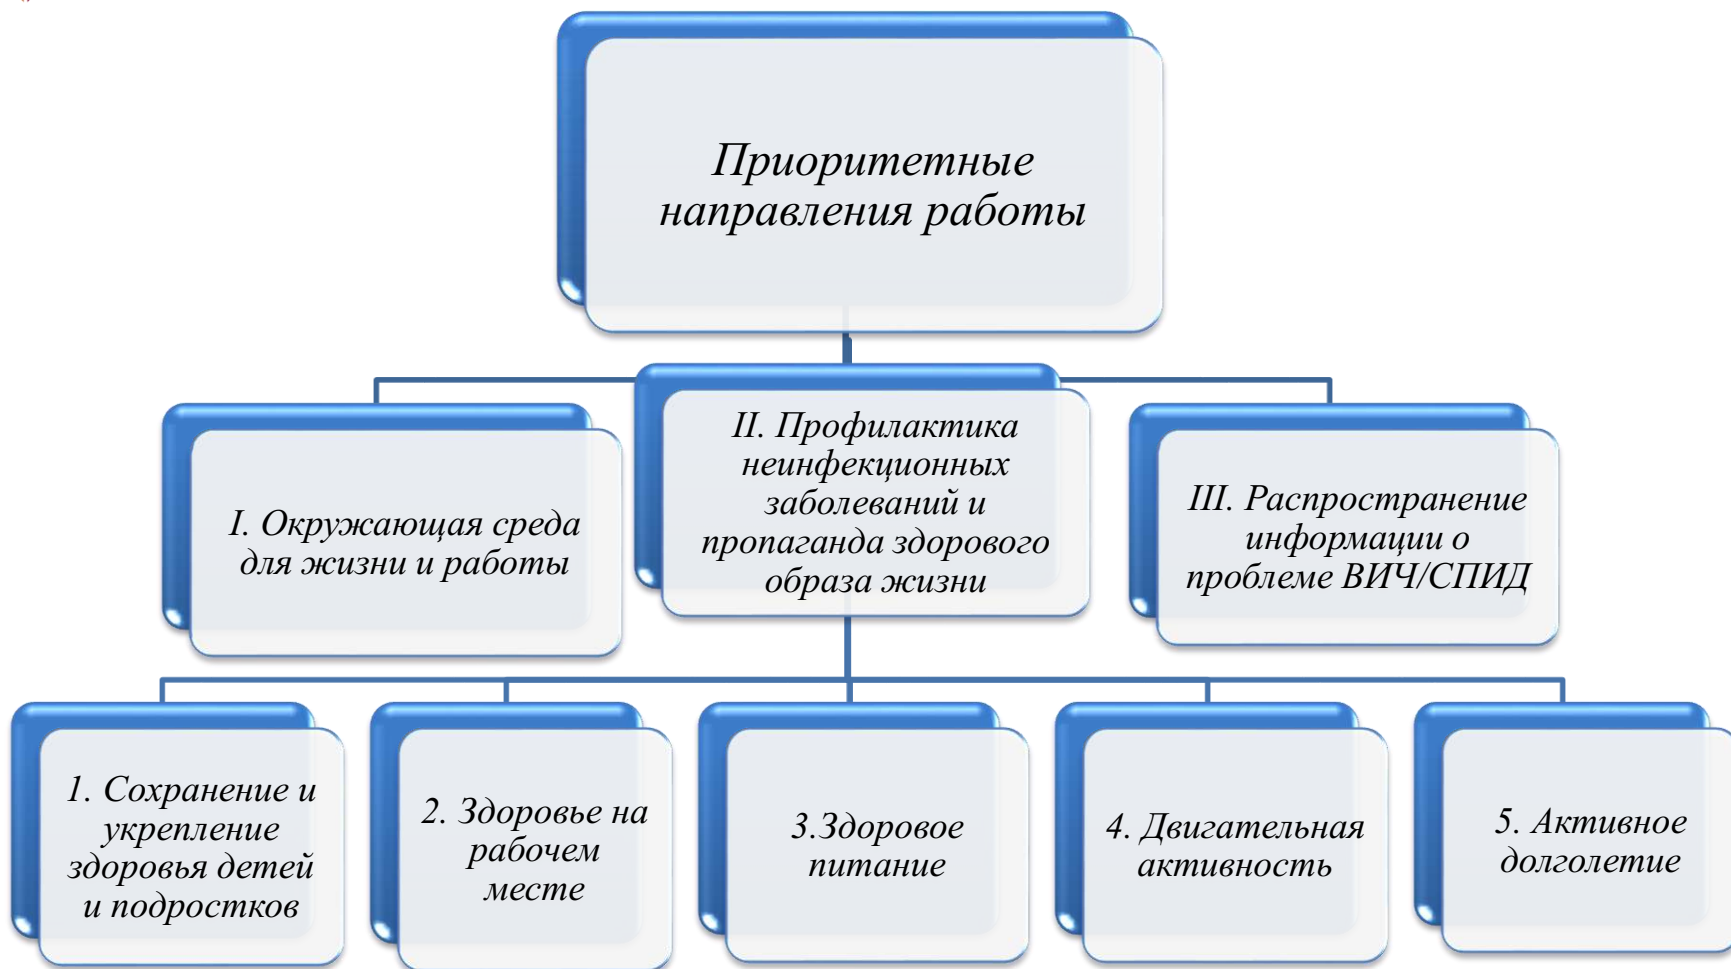 Приоритетные
направления работы
I. Окружающая среда
для жизни и работы
II. Профилактика
неинфекционных
заболеваний и
пропаганда здорового
образа жизни
III. Распространение
информации о
проблеме ВИЧ/СПИД
1. Сохранение и
укрепление
здоровья детей
и подростков
2. Здоровье на
рабочем
месте
3.Здоровое
питание
4. Двигательная
активность
5. Активное
долголетие